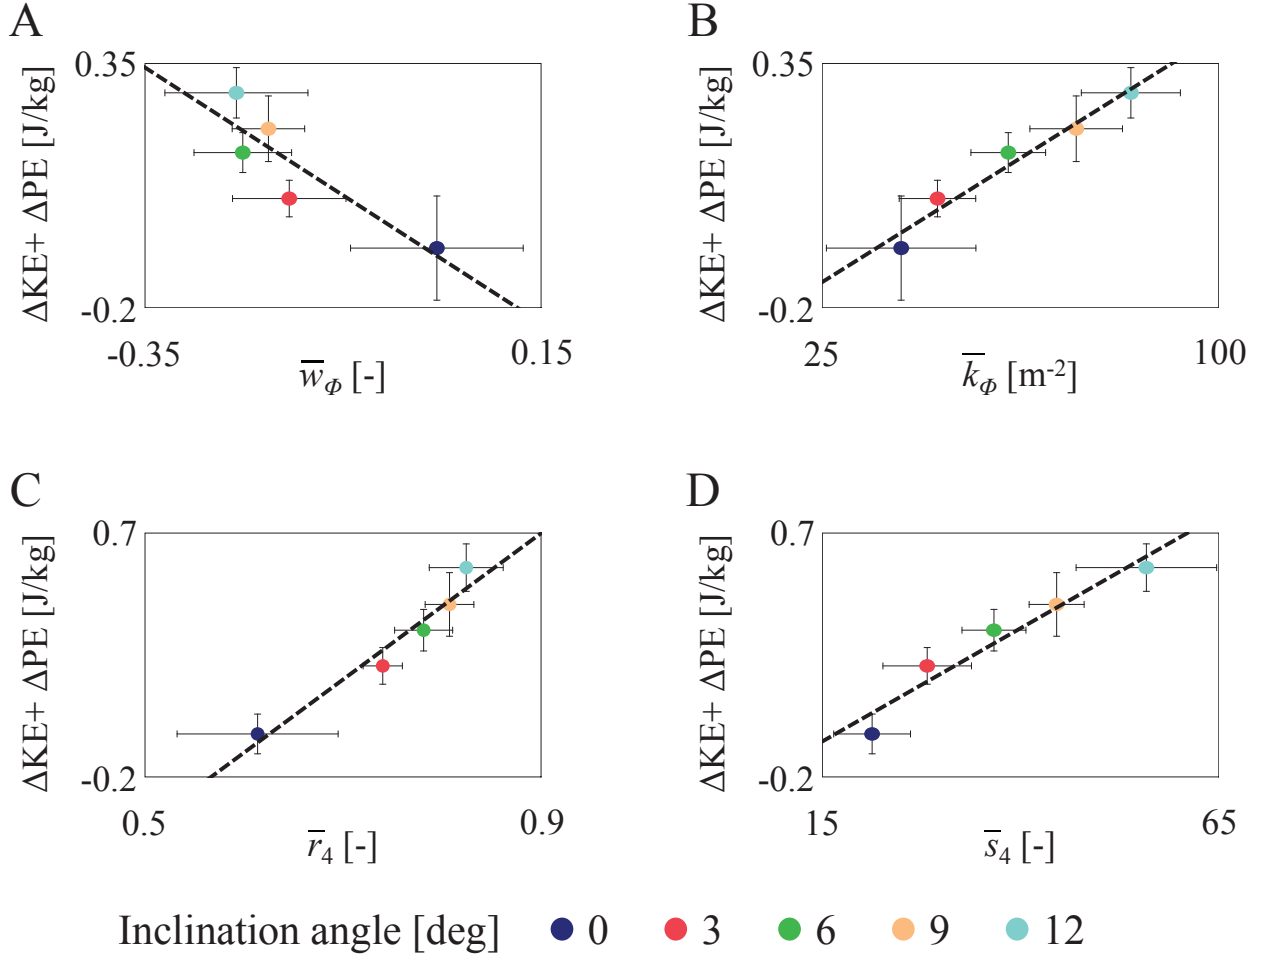 A
B
0.35
-0.2
ΔKE+ ΔPE [J/kg]
-0.35
0.15
w̅_Φ [-]
0.35
-0.2
ΔKE+ ΔPE [J/kg]
25
100
k̅_Φ [m⁻²]
C
D
0.7
-0.2
ΔKE+ ΔPE [J/kg]
0.5
0.9
r̅₄ [-]
0.7
-0.2
ΔKE+ ΔPE [J/kg]
15
65
s̅₄ [-]
Inclination angle [deg] 0 3 6 9 12